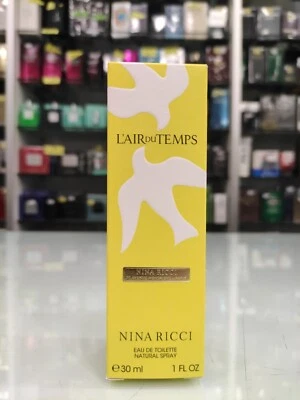 L'AIR DU TEMPS
NINA RICCI
NINA RICCI
EAU DE TOILETTE
NATURAL SPRAY
e 30 ml 1 FL OZ